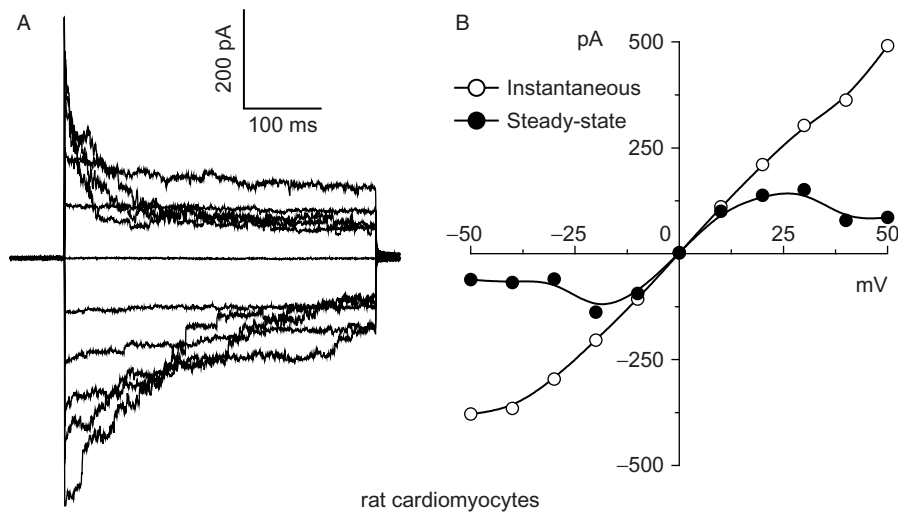 A
200 pA
100 ms
B
pA
500
Instantaneous
Steady-state
250
–50
–25
0
25
50
mV
–250
–500
rat cardiomyocytes